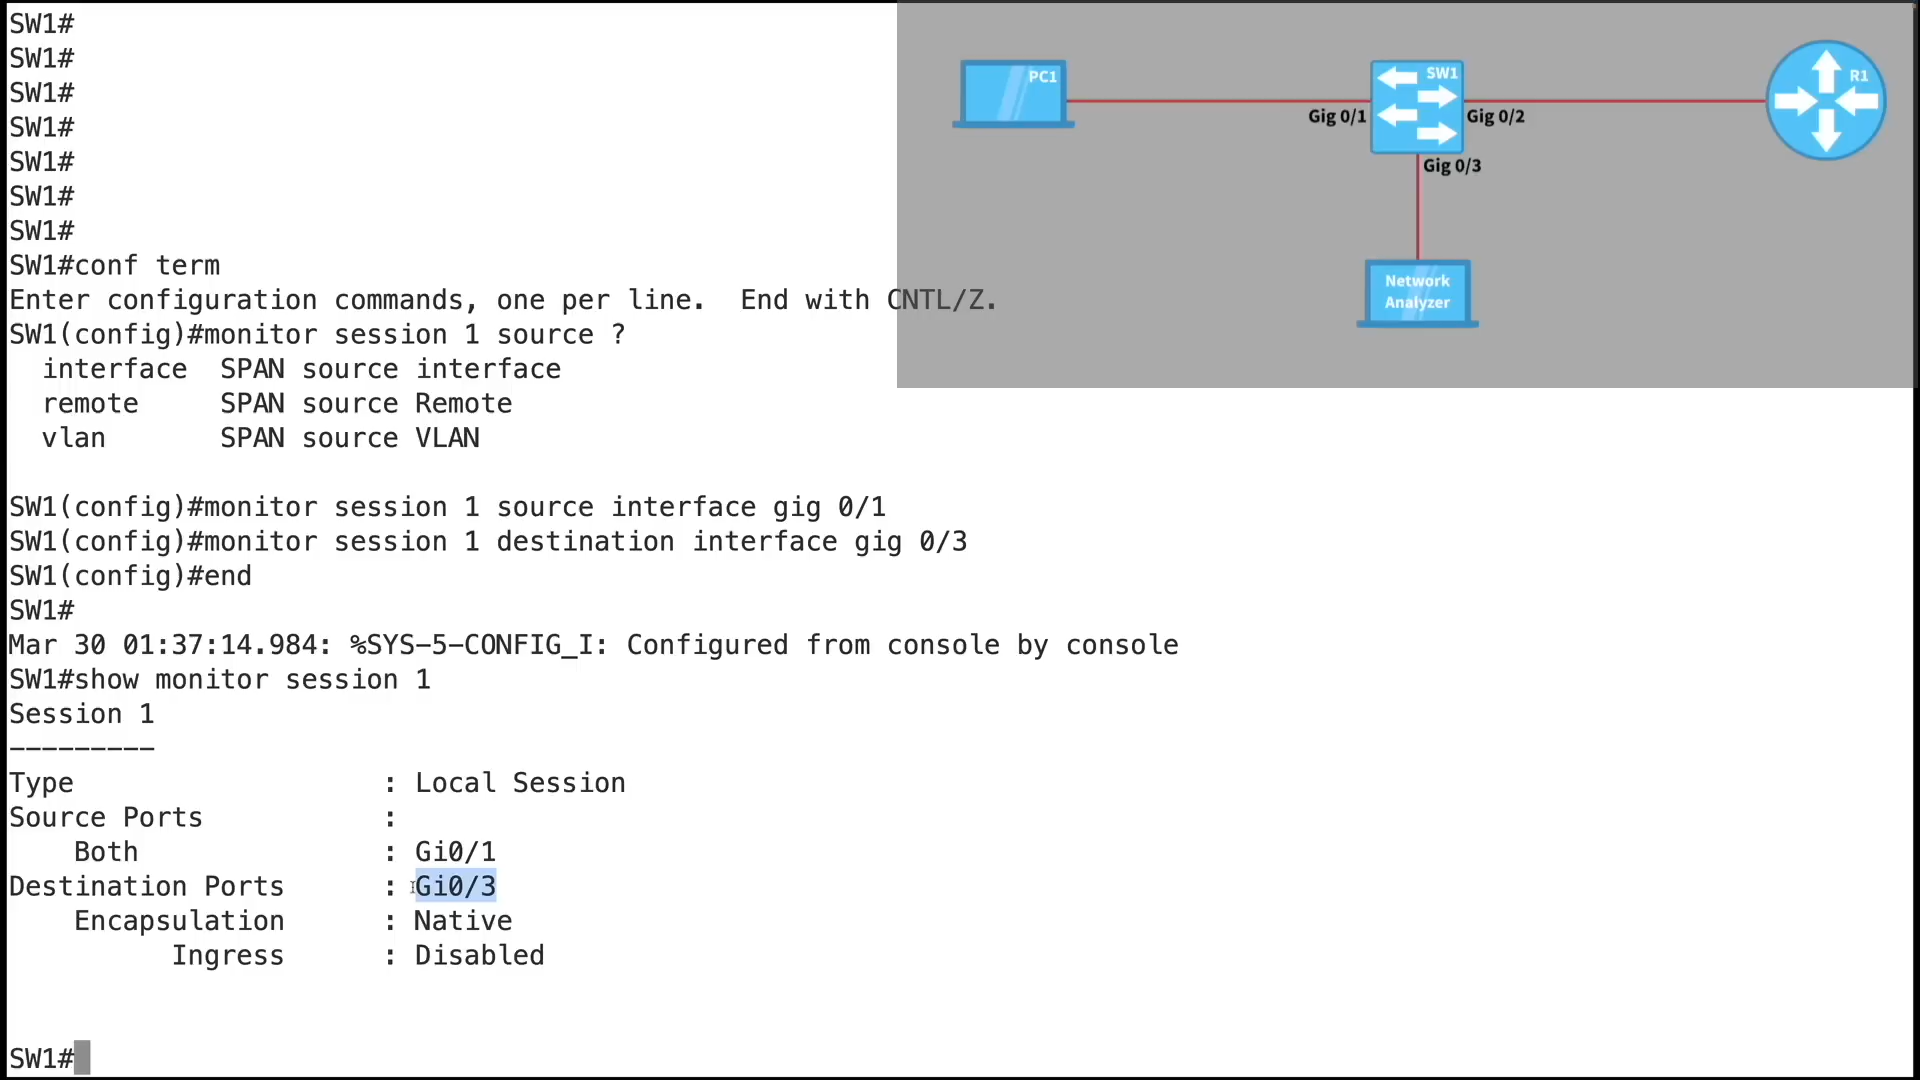 SW1#
SW1#
SW1#
SW1#
SW1#
SW1#
SW1#
SW1#conf term
Enter configuration commands, one per line.  End with CNTL/Z.
SW1(config)#monitor session 1 source ?
  interface  SPAN source interface
  remote     SPAN source Remote
  vlan       SPAN source VLAN
SW1(config)#monitor session 1 source interface gig 0/1
SW1(config)#monitor session 1 destination interface gig 0/3
SW1(config)#end
SW1#
Mar 30 01:37:14.984: %SYS-5-CONFIG_I: Configured from console by console
SW1#show monitor session 1
Session 1
---------
Type                   : Local Session
Source Ports           :
    Both               : Gi0/1
Destination Ports      : Gi0/3
    Encapsulation      : Native
          Ingress      : Disabled
SW1#
PC1
SW1
R1
Gig 0/1
Gig 0/2
Gig 0/3
Network
Analyzer